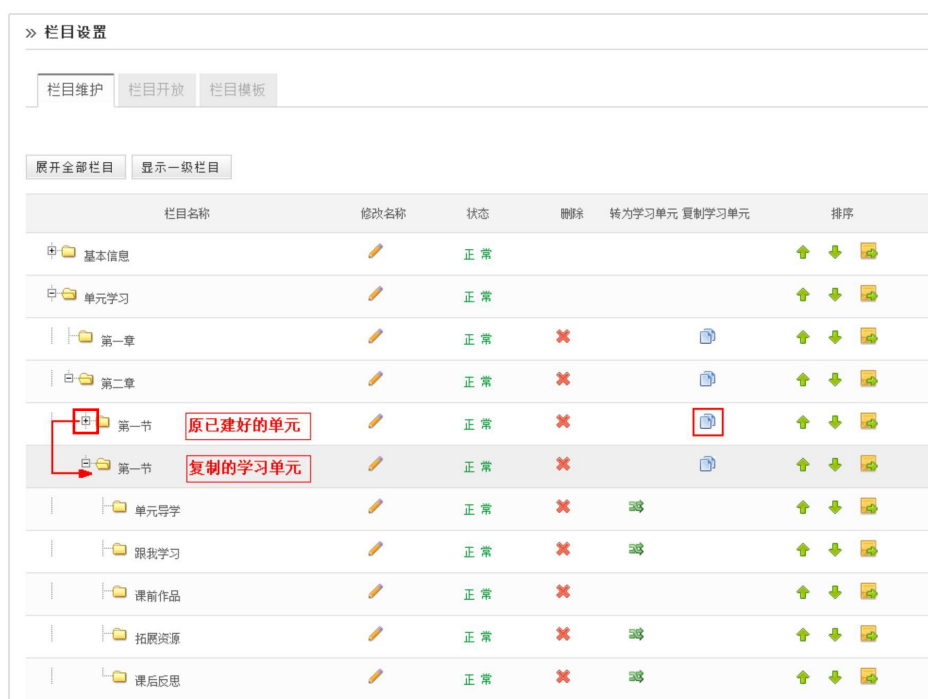 » 栏目设置
栏目维护 栏目开放 栏目模板
展开全部栏目 显示一级栏目
栏目名称 修改名称 状态 删除 转为学习单元 复制学习单元 排序
基本信息 正常
单元学习 正常
第一章 正常
第二章 正常
第一节 原已建好的单元 正常
第一节 复制的学习单元 正常
单元导学 正常
跟我学习 正常
课前作品 正常
拓展资源 正常
课后反思 正常